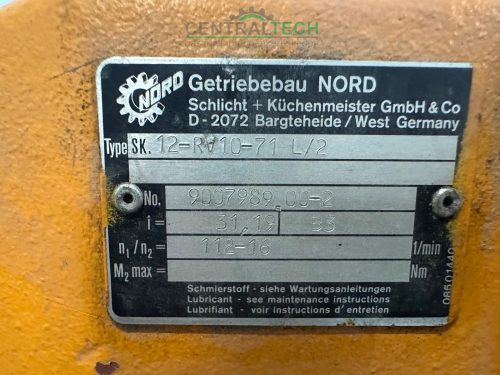 CENTRALTECH
NORD
Getriebebau NORD
Schlicht + Küchenmeister GmbH & Co
D - 2072 Bargteheide / West Germany
Type SK. 12-RV10-71 L/2
No. 9007989.00-2
i = 31,19 B3
n₁ / n₂ = 112-16 1/min
M₂ max = Nm
Schmierstoff - siehe Wartungsanleitungen
Lubricant - see maintenance instructions
Lubrifiant - voir instructions d'entretien